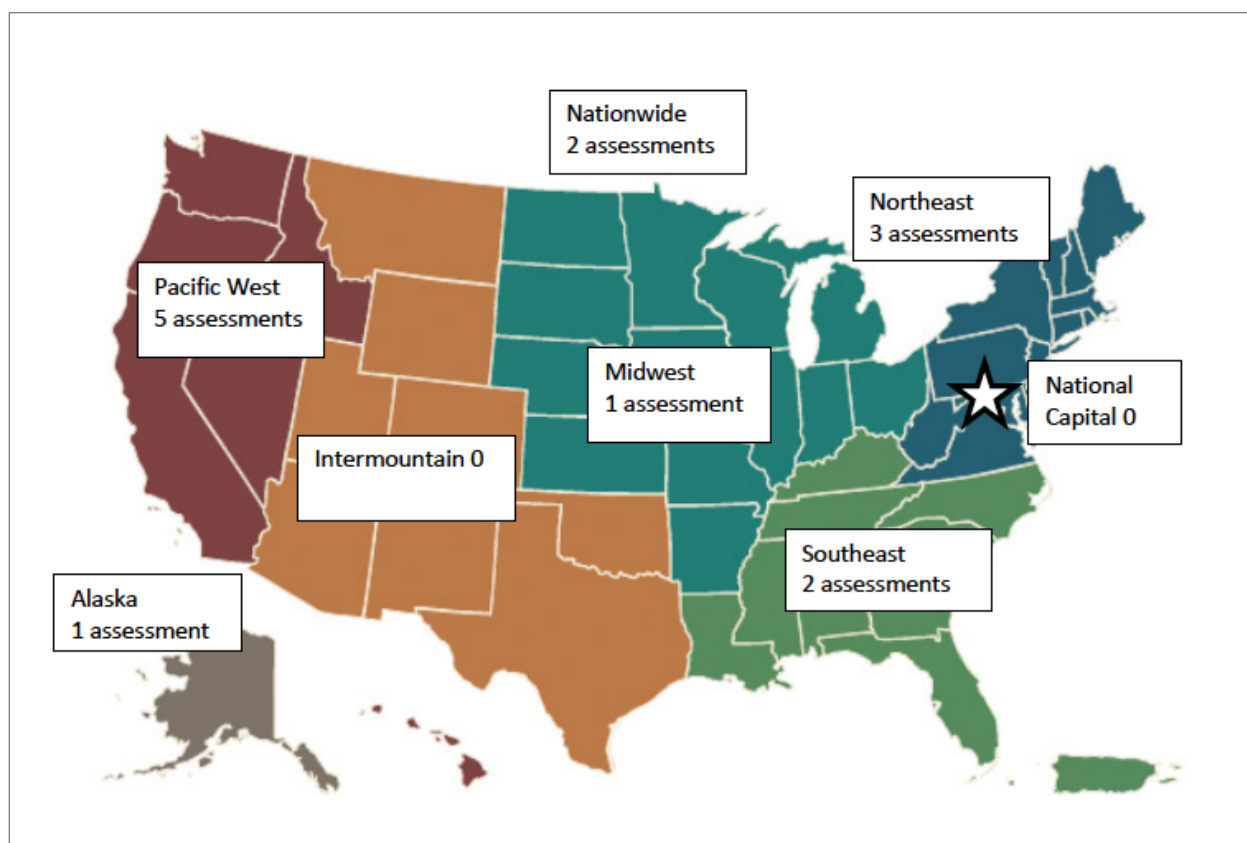 Nationwide
2 assessments
Northeast
3 assessments
Pacific West
5 assessments
Midwest
1 assessment
National
Capital 0
Intermountain 0
Southeast
2 assessments
Alaska
1 assessment